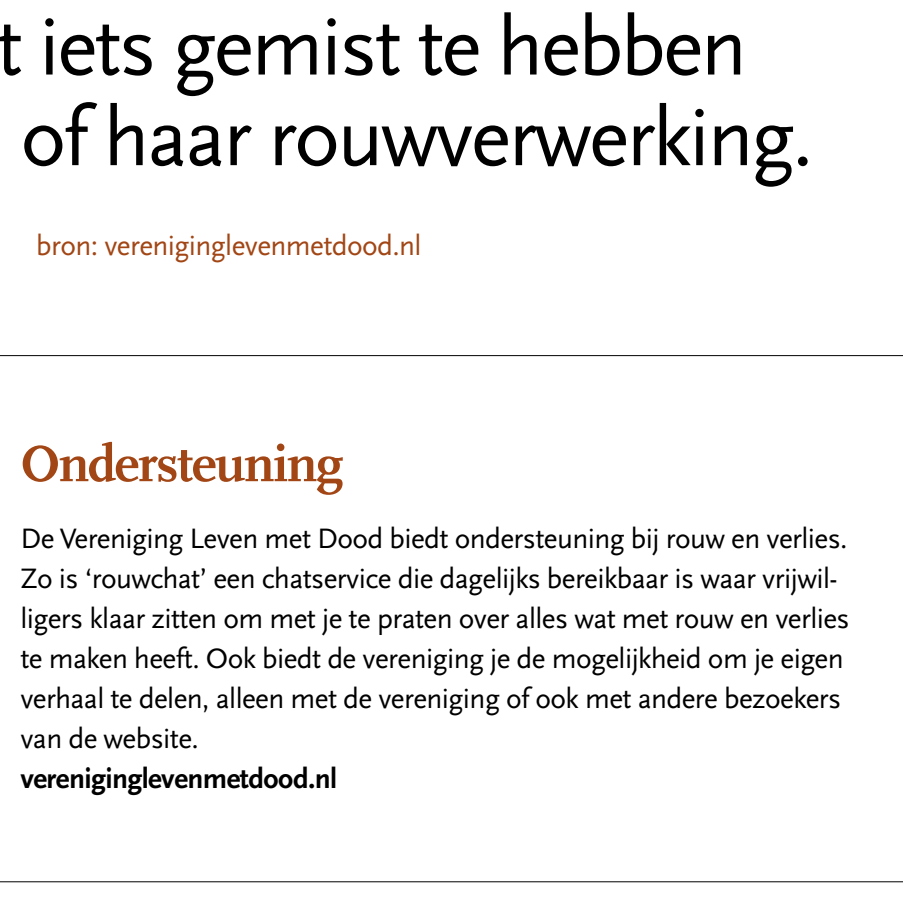 t iets gemist te hebben
of haar rouwverwerking.
bron: vereniginglevenmetdood.nl
Ondersteuning
De Vereniging Leven met Dood biedt ondersteuning bij rouw en verlies.
Zo is ‘rouwchat’ een chatservice die dagelijks bereikbaar is waar vrijwil-
ligers klaar zitten om met je te praten over alles wat met rouw en verlies
te maken heeft. Ook biedt de vereniging je de mogelijkheid om je eigen
verhaal te delen, alleen met de vereniging of ook met andere bezoekers
van de website.
vereniginglevenmetdood.nl